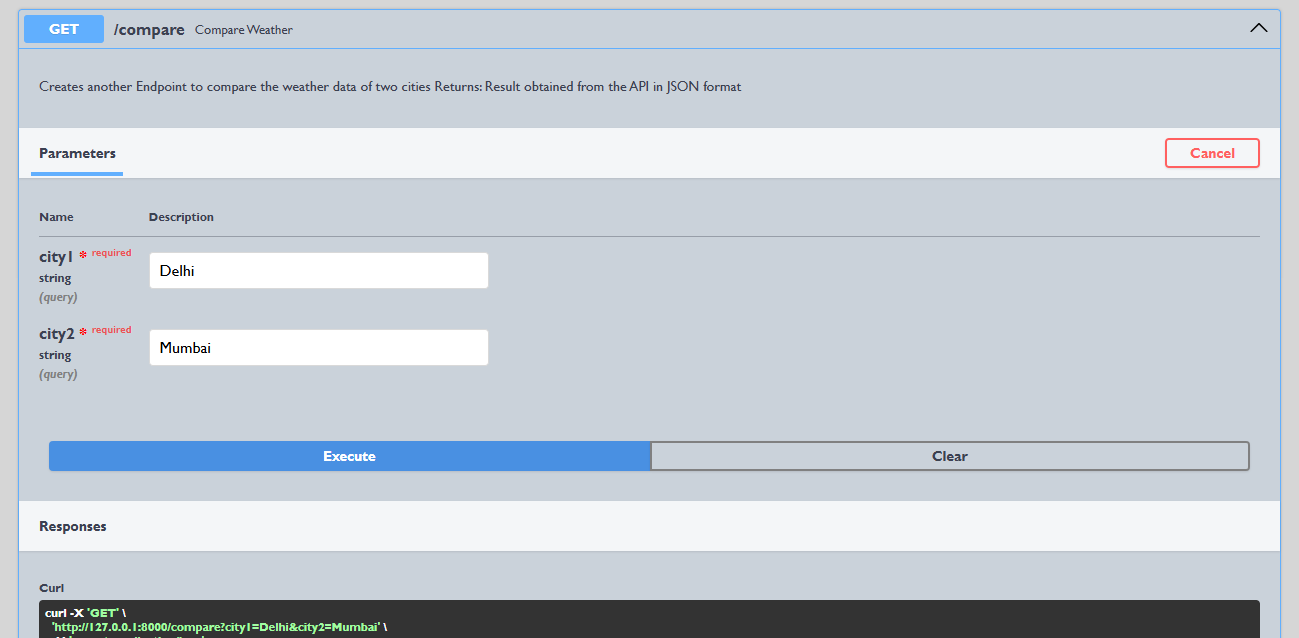 GET /compare Compare Weather
Creates another Endpoint to compare the weather data of two cities Returns: Result obtained from the API in JSON format
Parameters Cancel
Name Description
city1 * required
string
(query)
Delhi
city2 * required
string
(query)
Mumbai
Execute Clear
Responses
Curl
curl -X 'GET' \
'http://127.0.0.1:8000/compare?city1=Delhi&city2=Mumbai' \